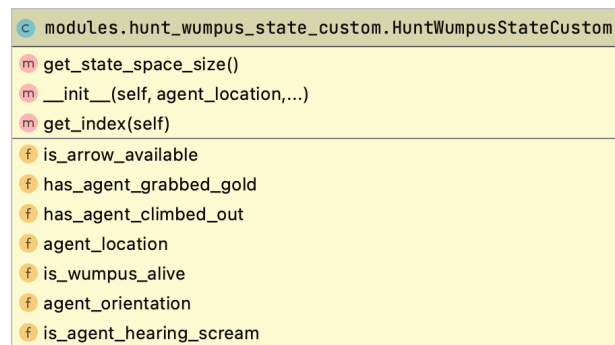 c modules.hunt_wumpus_state_custom.HuntWumpusStateCustom
m get_state_space_size()
m __init__(self, agent_location,...)
m get_index(self)
f is_arrow_available
f has_agent_grabbed_gold
f has_agent_climbed_out
f agent_location
f is_wumpus_alive
f agent_orientation
f is_agent_hearing_scream